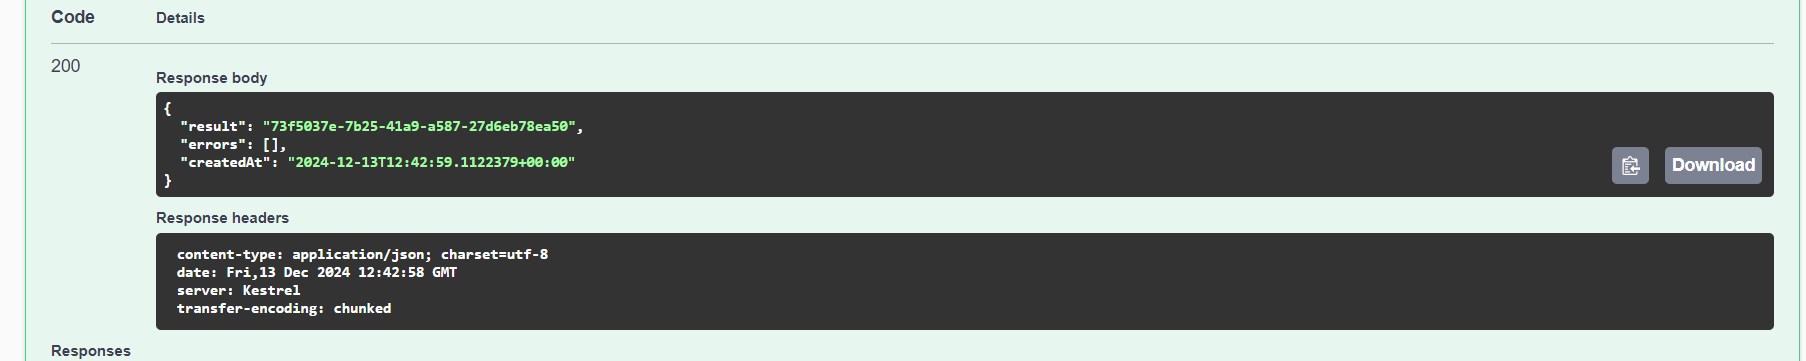 Code Details
200
Response body
{
  "result": "73f5037e-7b25-41a9-a587-27d6eb78ea50",
  "errors": [],
  "createdAt": "2024-12-13T12:42:59.1122379+00:00"
}
Download
Response headers
content-type: application/json; charset=utf-8
date: Fri,13 Dec 2024 12:42:58 GMT
server: Kestrel
transfer-encoding: chunked
Responses